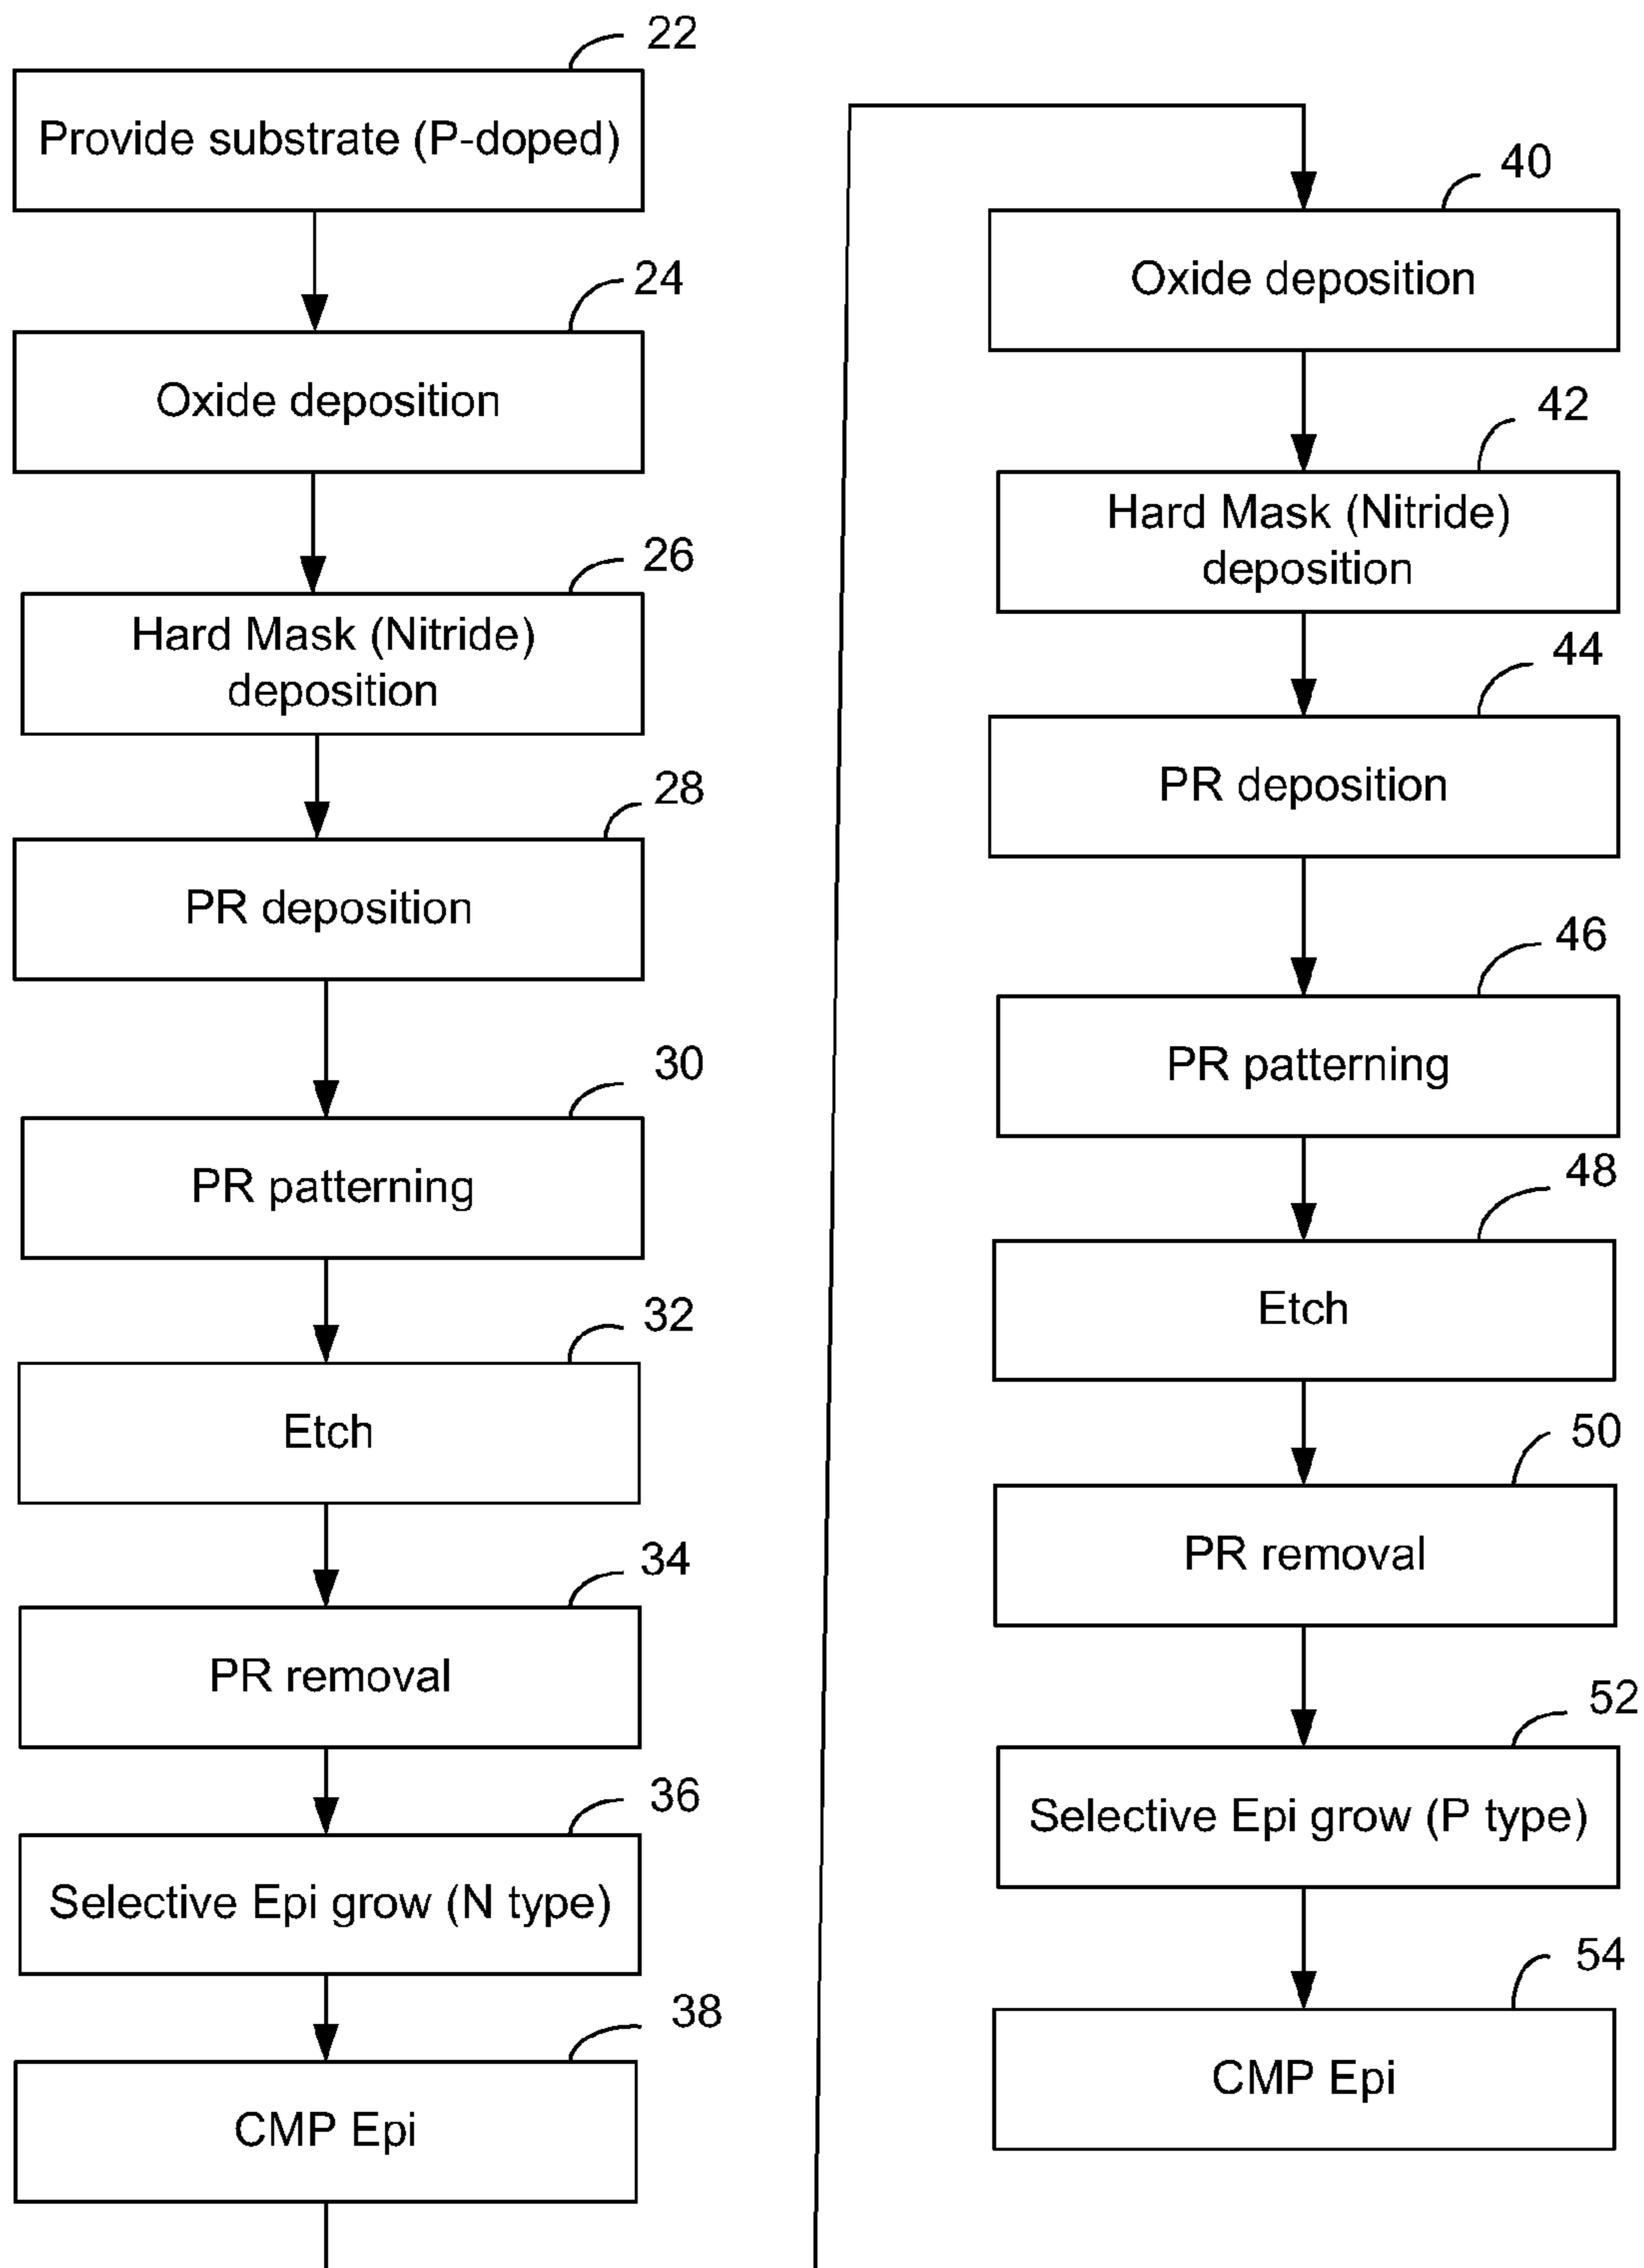 22
Provide substrate (P-doped)
24
Oxide deposition
26
Hard Mask (Nitride)
deposition
28
PR deposition
30
PR patterning
32
Etch
34
PR removal
36
Selective Epi grow (N type)
38
CMP Epi
40
Oxide deposition
42
Hard Mask (Nitride)
deposition
44
PR deposition
46
PR patterning
48
Etch
50
PR removal
52
Selective Epi grow (P type)
54
CMP Epi